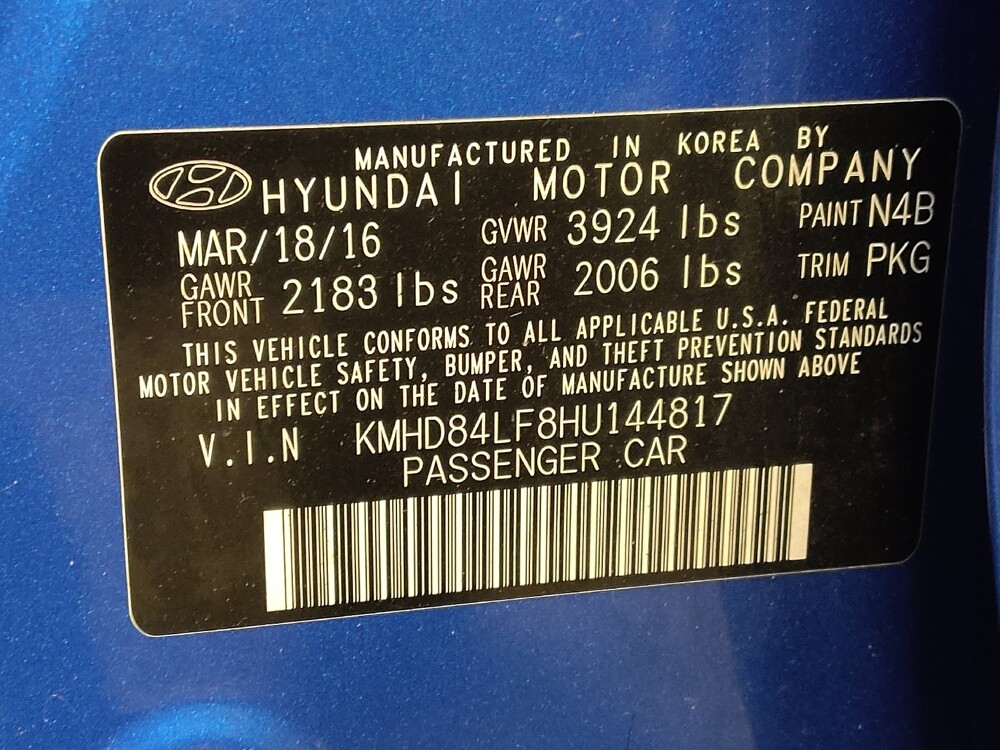 MANUFACTURED IN KOREA BY
HYUNDAI MOTOR COMPANY
MAR/18/16 GVWR 3924 lbs PAINT N4B
GAWR FRONT 2183 lbs GAWR REAR 2006 lbs TRIM PKG
THIS VEHICLE CONFORMS TO ALL APPLICABLE U.S.A. FEDERAL
MOTOR VEHICLE SAFETY, BUMPER, AND THEFT PREVENTION STANDARDS
IN EFFECT ON THE DATE OF MANUFACTURE SHOWN ABOVE
V.I.N KMHD84LF8HU144817
PASSENGER CAR